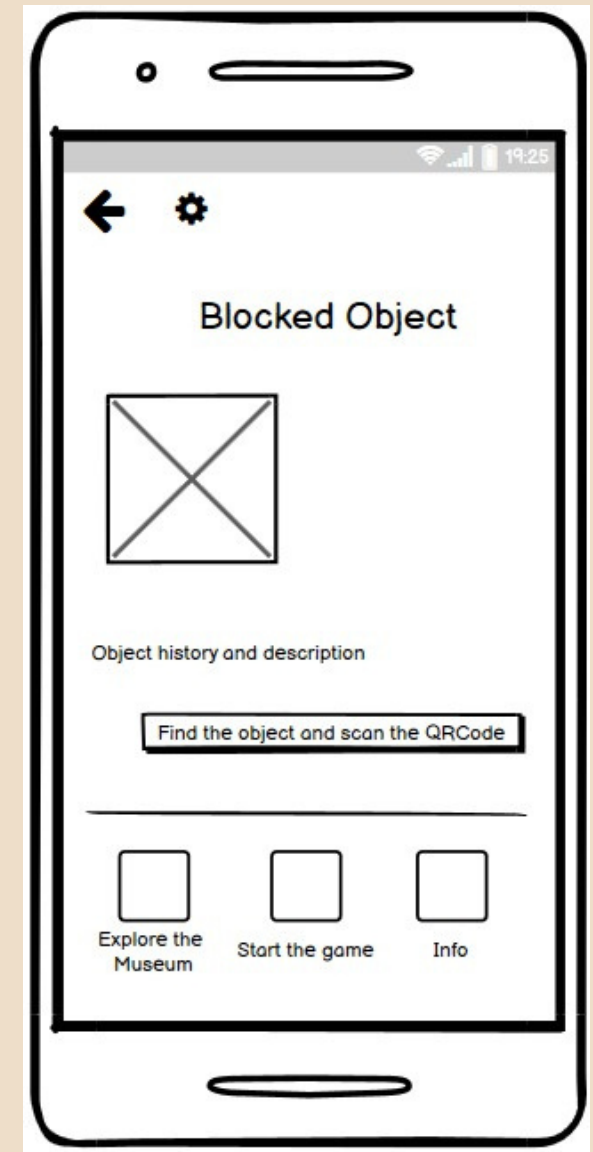 19:25
Blocked Object
Object history and description
Find the object and scan the QRCode
Explore the
Museum
Start the game
Info